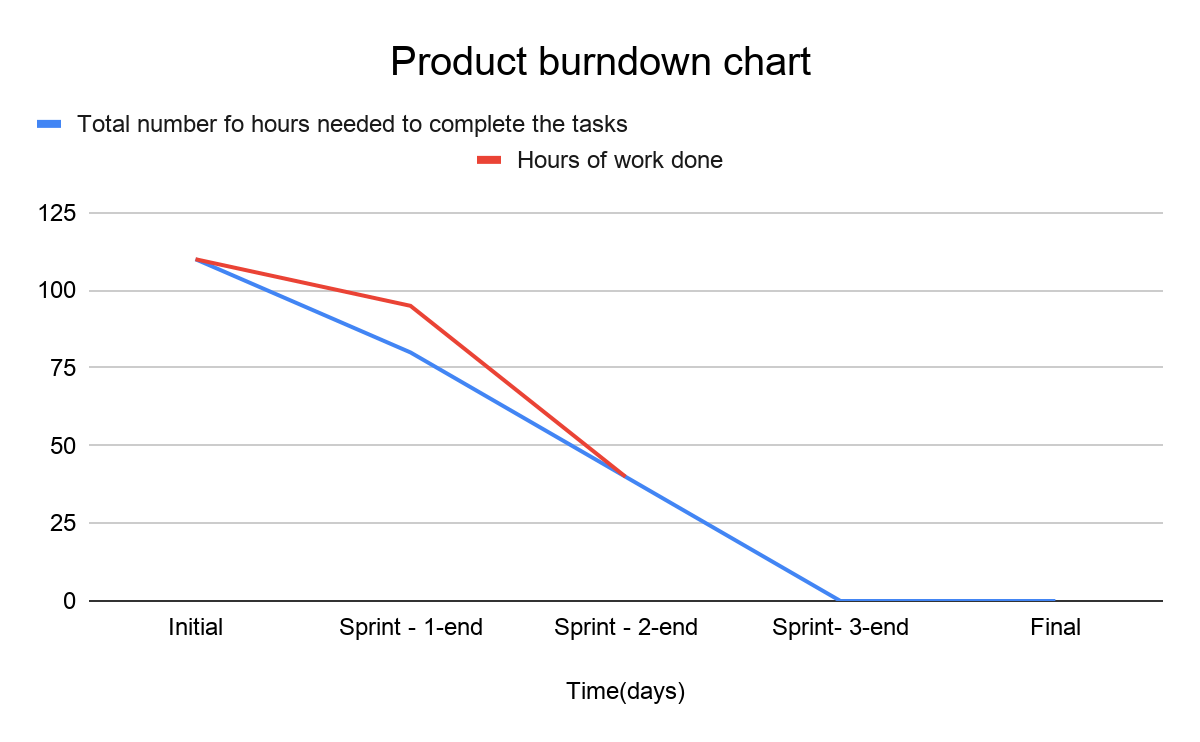 Product burndown chart
Total number fo hours needed to complete the tasks
Hours of work done
125
100
75
50
25
0
Initial Sprint - 1-end Sprint - 2-end Sprint- 3-end Final
Time(days)